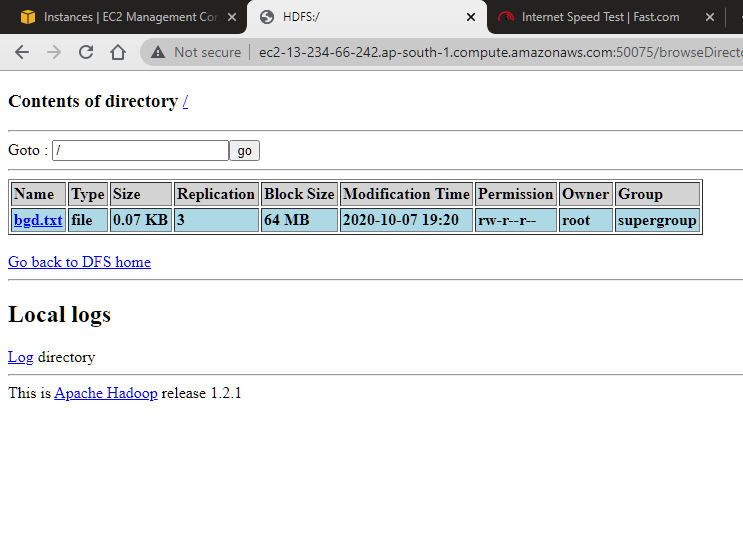 Instances | EC2 Management Con HDFS:/ Internet Speed Test | Fast.com
Not secure ec2-13-234-66-242.ap-south-1.compute.amazonaws.com:50075/browseDirecto
Contents of directory /
Goto : / go
Name Type Size Replication Block Size Modification Time Permission Owner Group
bgd.txt file 0.07 KB 3 64 MB 2020-10-07 19:20 rw-r--r-- root supergroup
Go back to DFS home
Local logs
Log directory
This is Apache Hadoop release 1.2.1